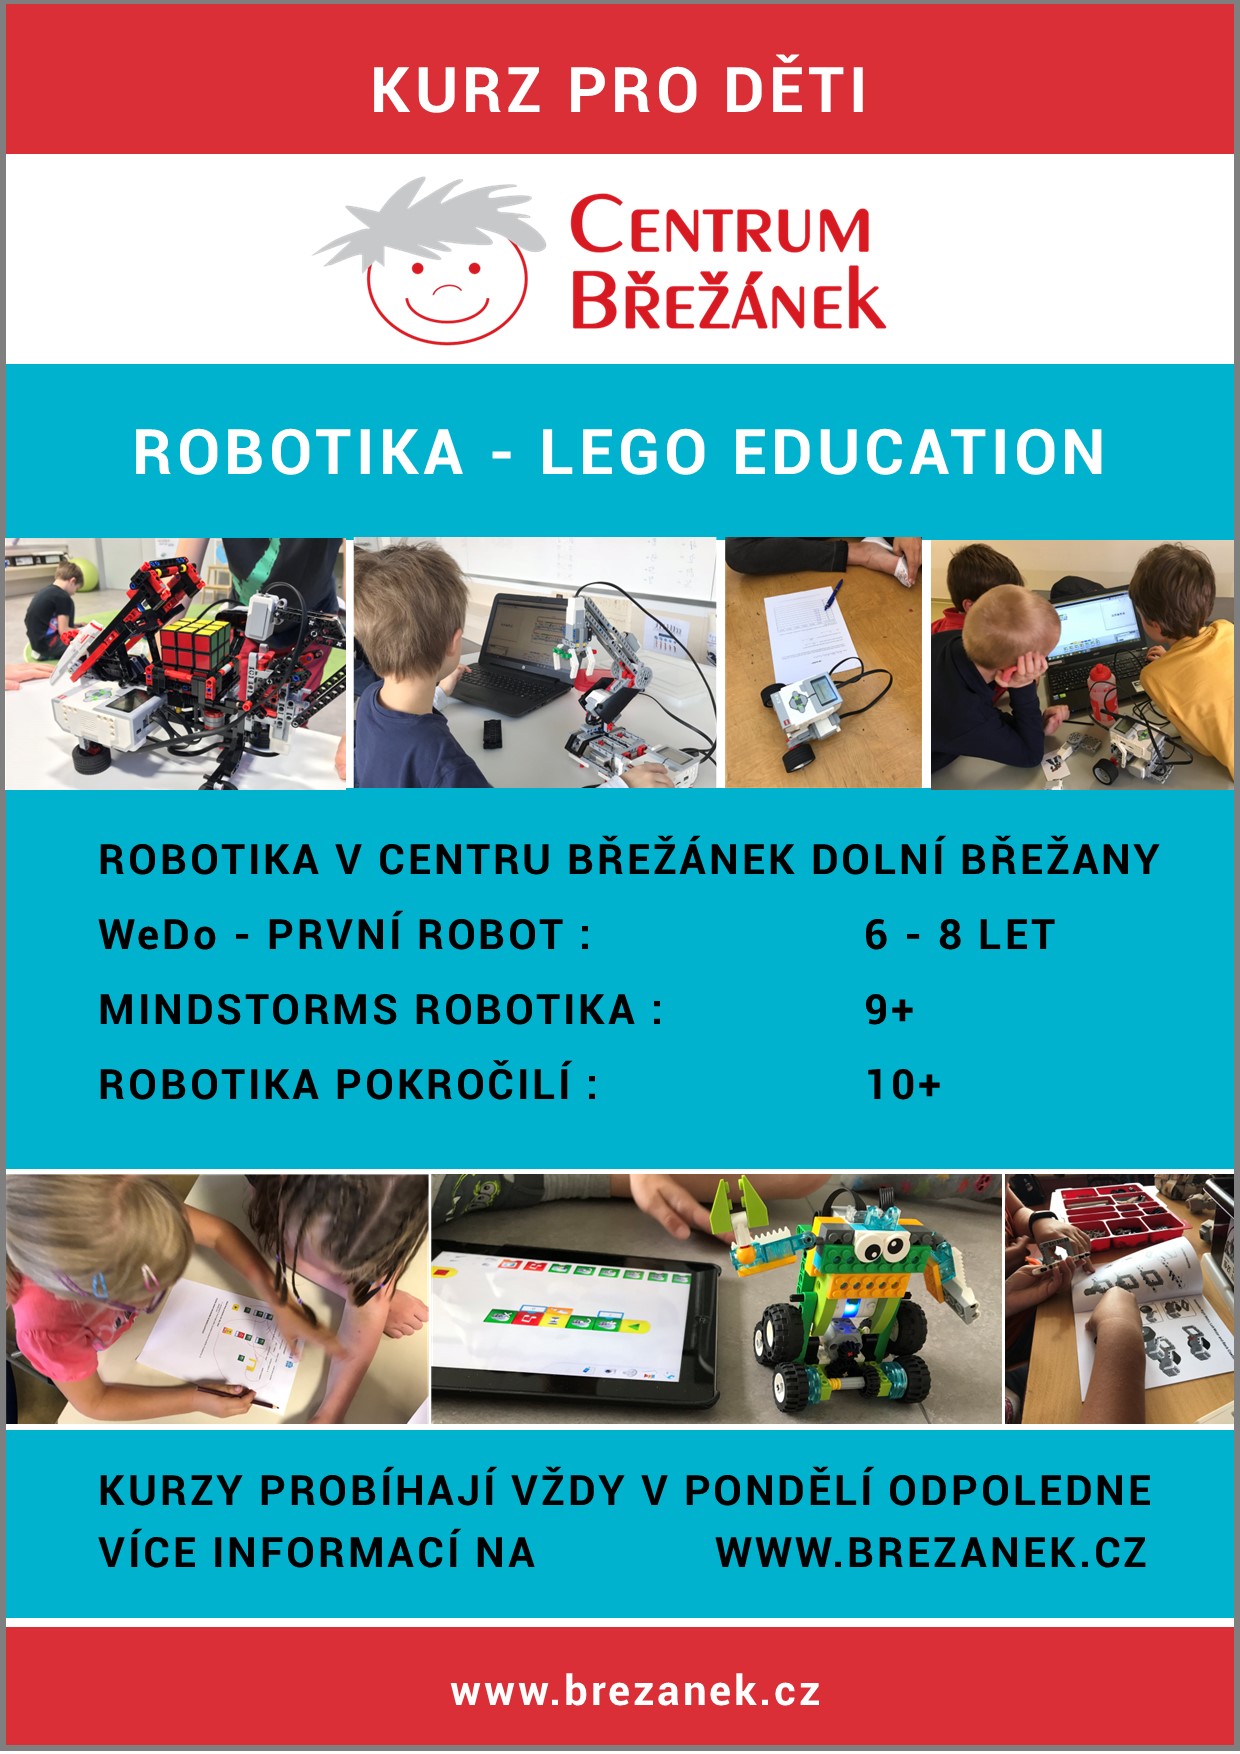 KURZ PRO DĚTI
CENTRUM
BŘEŽÁNEK
ROBOTIKA - LEGO EDUCATION
ROBOTIKA V CENTRU BŘEŽÁNEK DOLNÍ BŘEŽANY
WeDo - PRVNÍ ROBOT : 6 - 8 LET
MINDSTORMS ROBOTIKA : 9+
ROBOTIKA POKROČILÍ : 10+
KURZY PROBÍHAJÍ VŽDY V PONDĚLÍ ODPOLEDNE
VÍCE INFORMACÍ NA WWW.BREZANEK.CZ
www.brezanek.cz